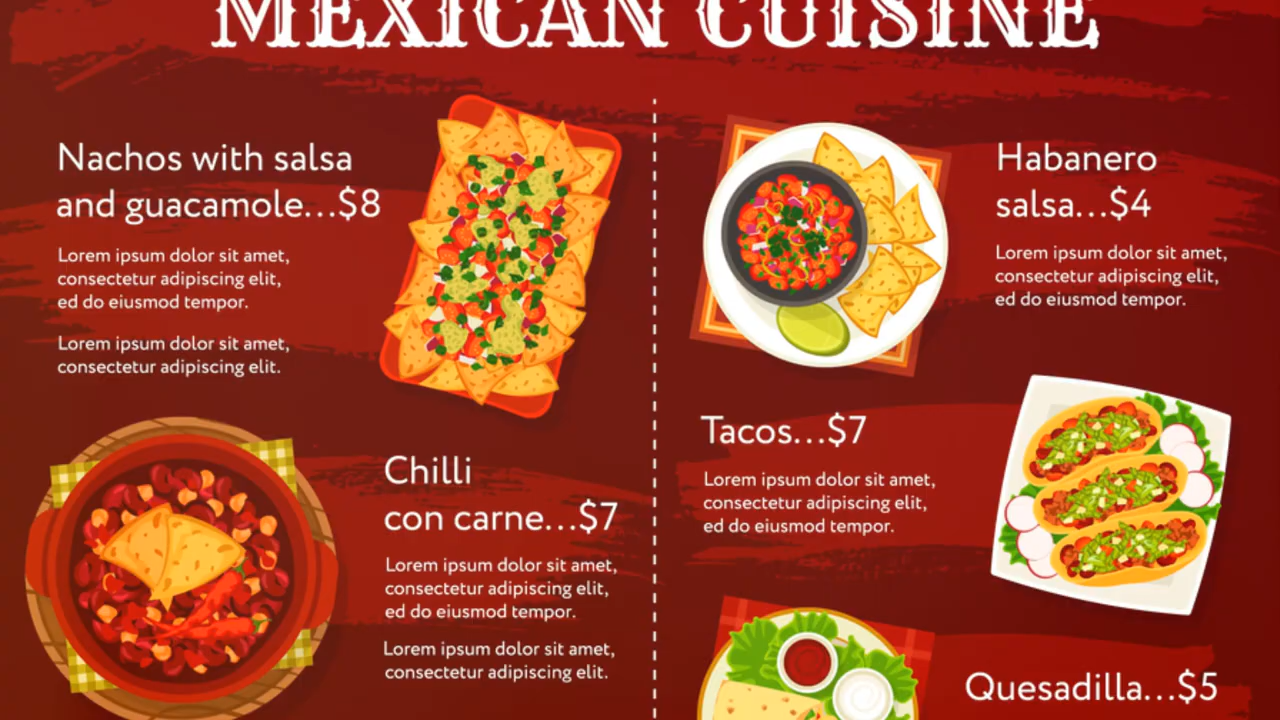 MEXICAN CUISINE
Nachos with salsa
and guacamole...$8
Lorem ipsum dolor sit amet,
consectetur adipiscing elit,
ed do eiusmod tempor.
Lorem ipsum dolor sit amet,
consectetur adipiscing elit.
Chilli
con carne...$7
Lorem ipsum dolor sit amet,
consectetur adipiscing elit,
ed do eiusmod tempor.
Lorem ipsum dolor sit amet,
consectetur adipiscing elit.
Habanero
salsa...$4
Lorem ipsum dolor sit amet,
consectetur adipiscing elit,
ed do eiusmod tempor.
Tacos...$7
Lorem ipsum dolor sit amet,
consectetur adipiscing elit,
ed do eiusmod tempor.
Quesadilla...$5